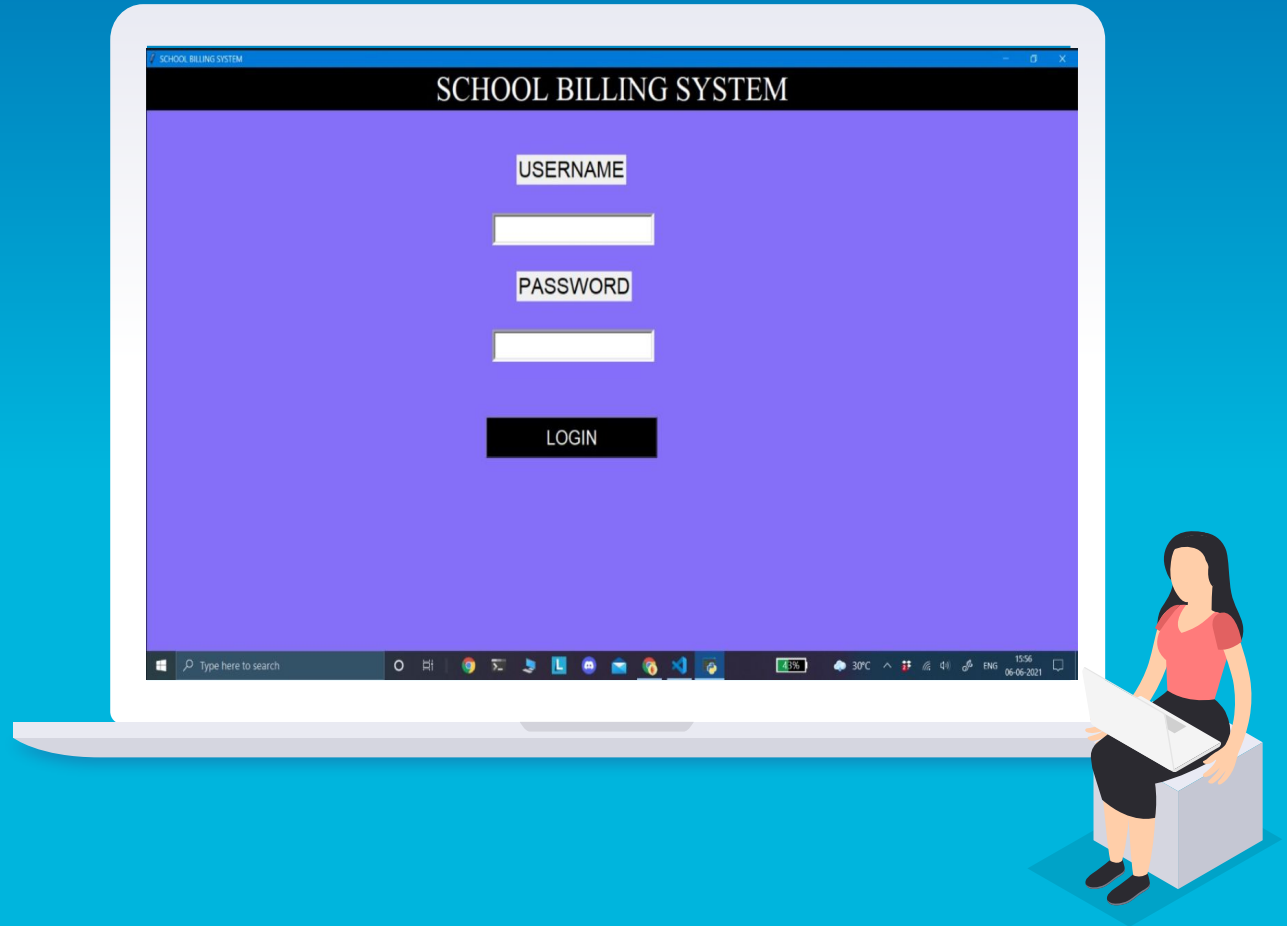 SCHOOL BILLING SYSTEM
SCHOOL BILLING SYSTEM
USERNAME
PASSWORD
LOGIN
Type here to search
L
43%
30°C
ENG
15:56
06-06-2021